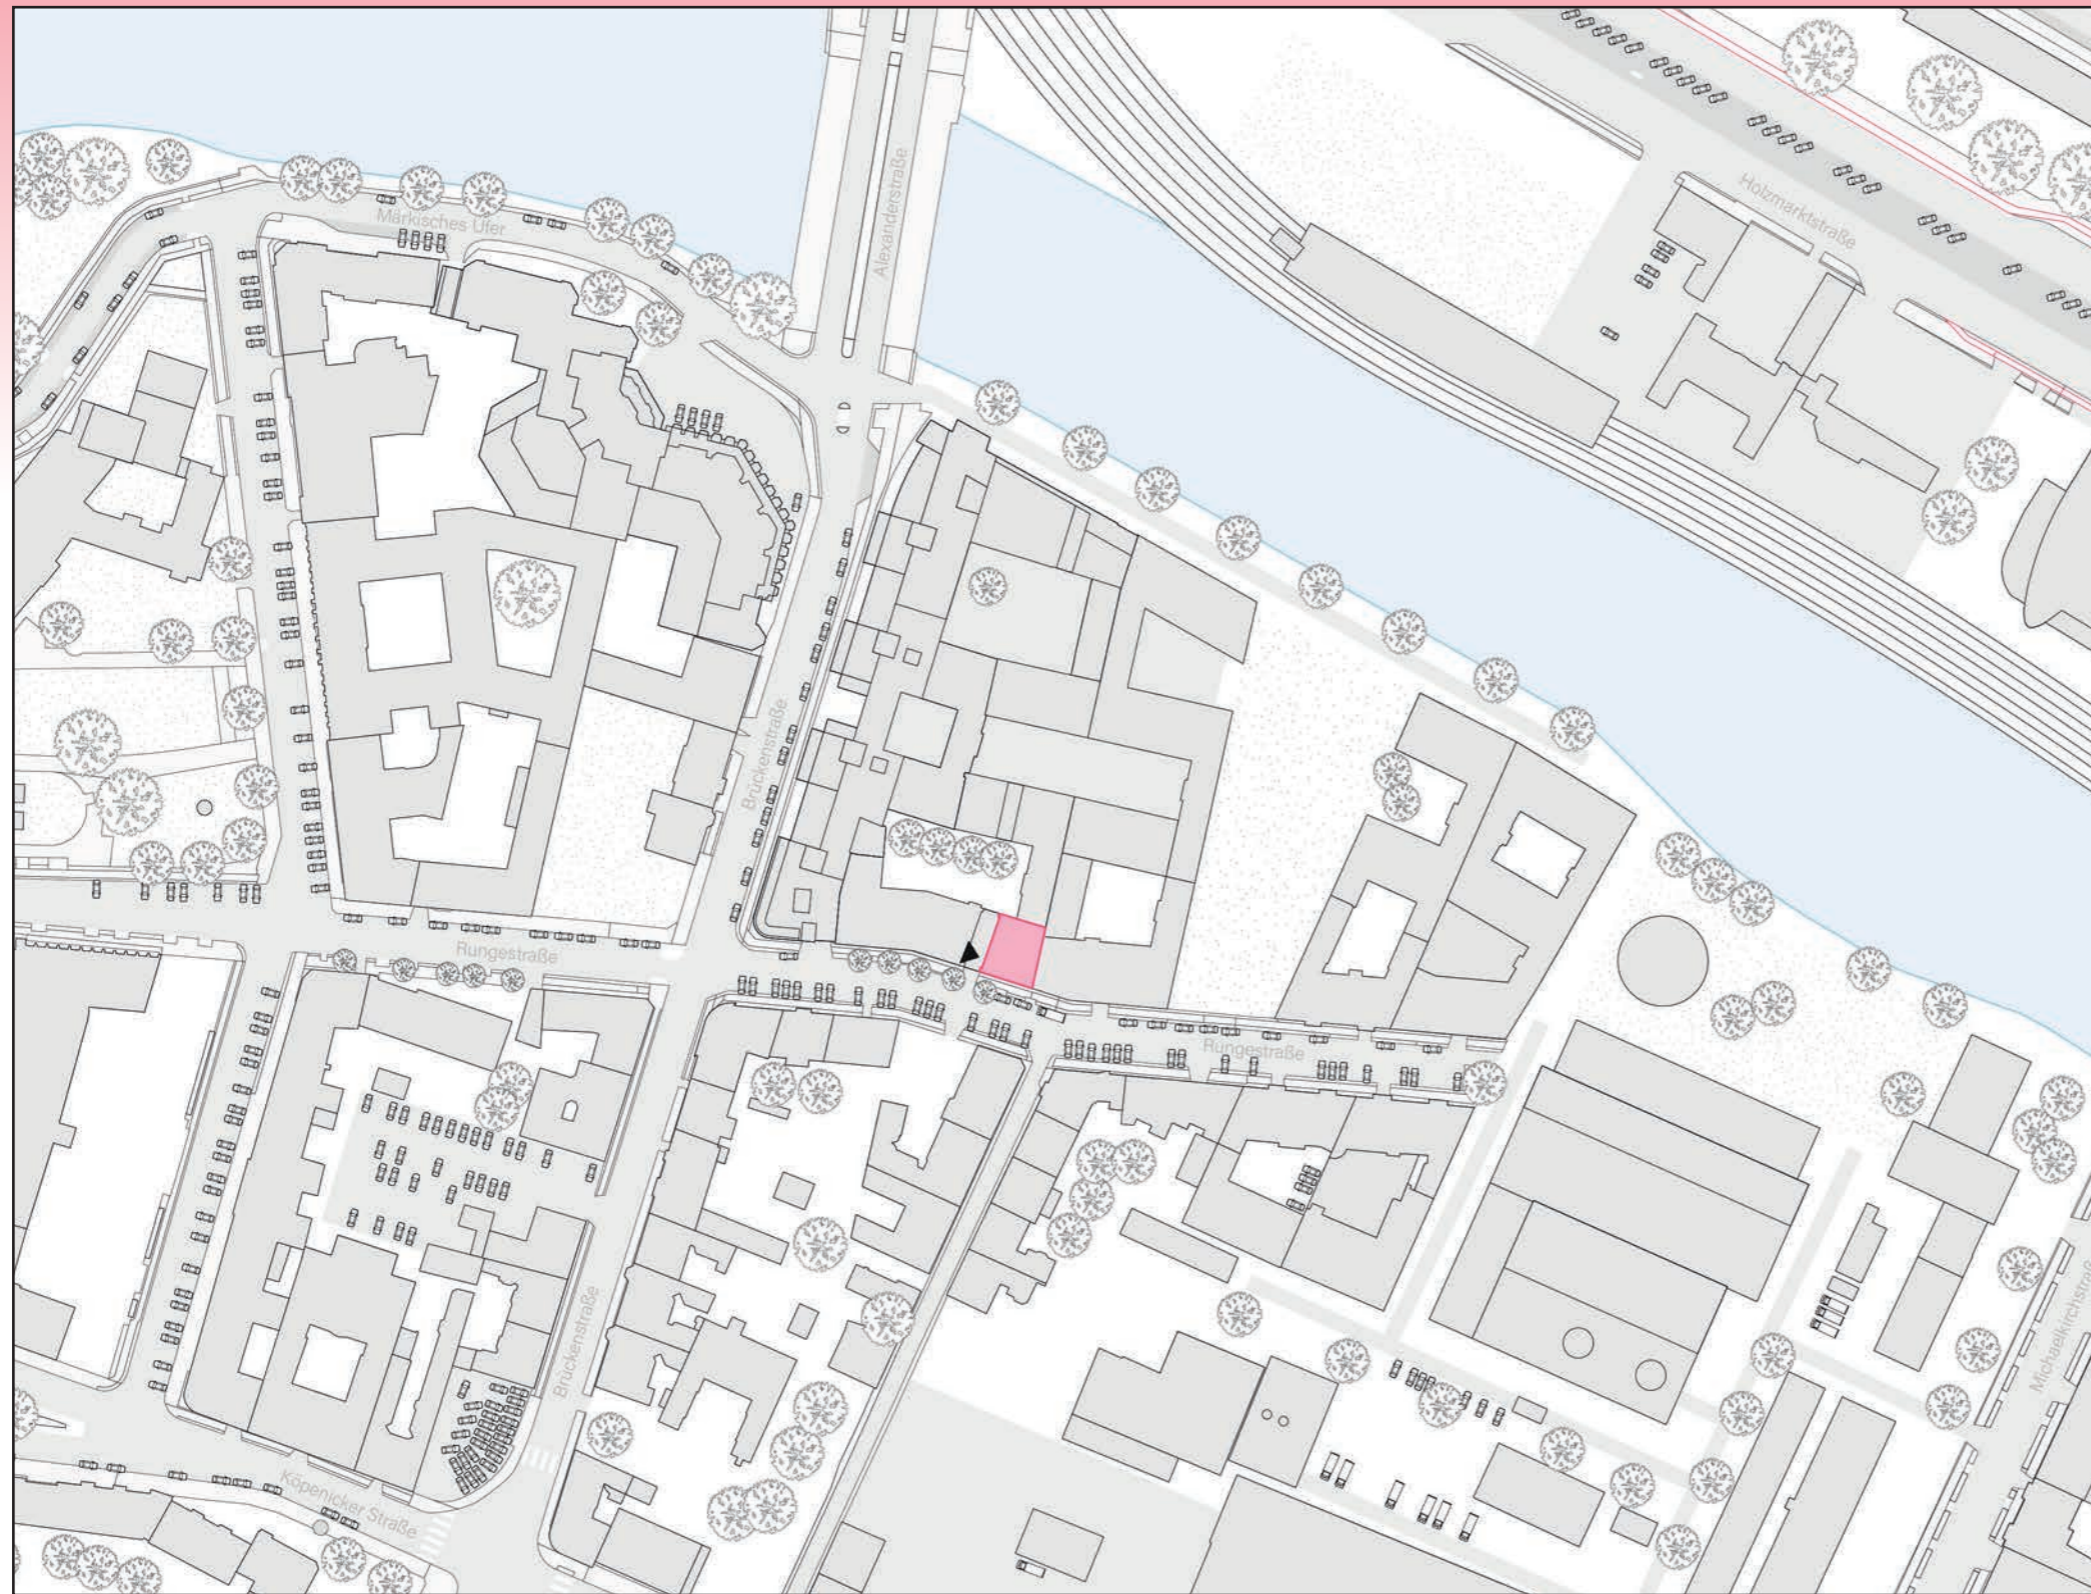 Alexanderstraße
Holzmarktstraße
Märkisches Ufer
Brückenstraße
Rungestraße
Rungestraße
Brückenstraße
Michaelkirchstraße
Köpenicker Straße